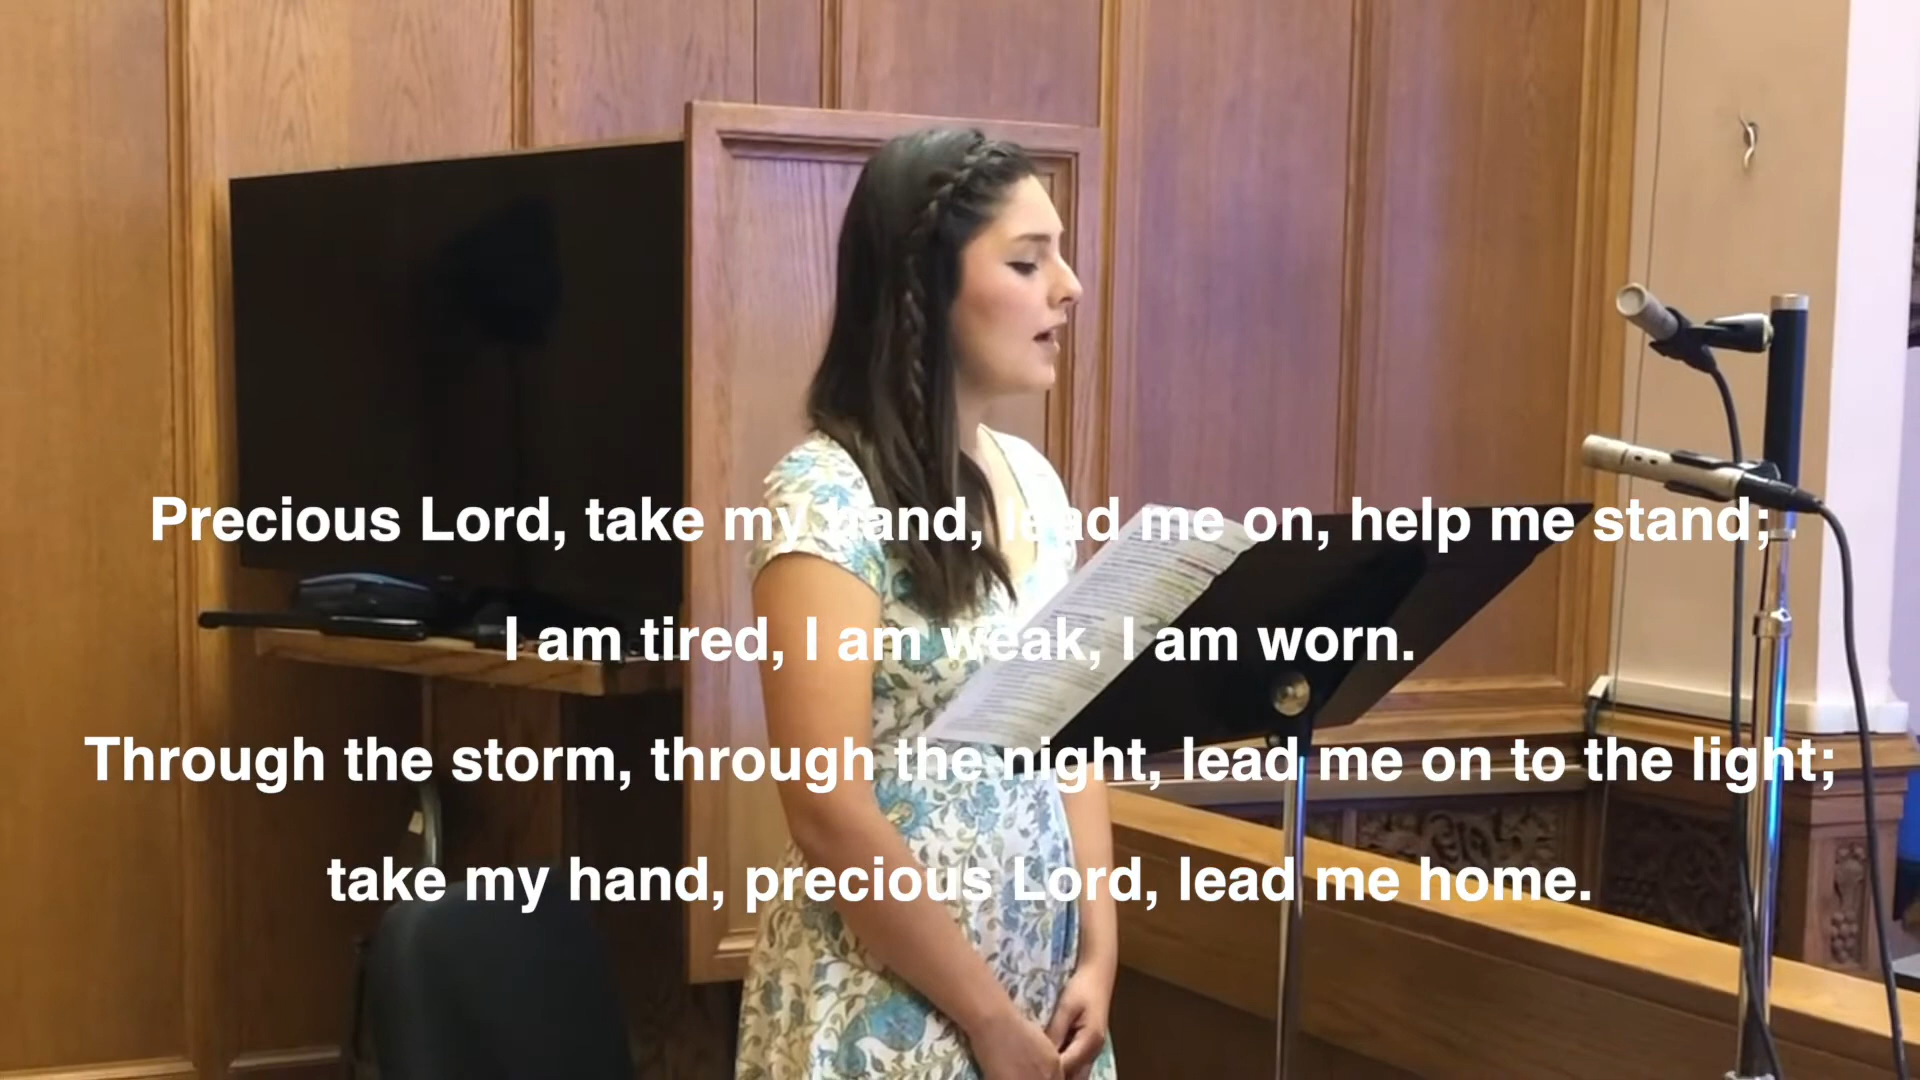 Precious Lord, take my hand, lead me on, help me stand;
I am tired, I am weak, I am worn.
Through the storm, through the night, lead me on to the light;
take my hand, precious Lord, lead me home.